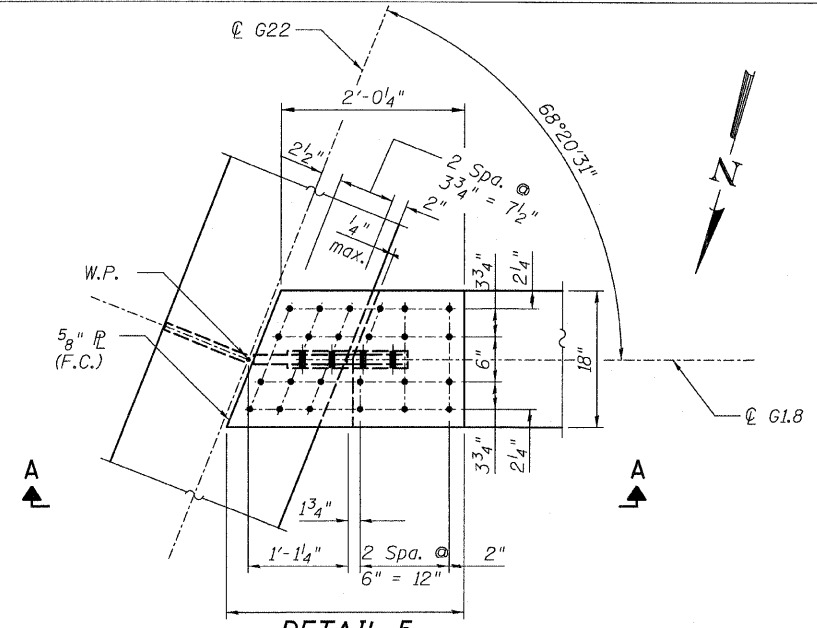 ℄ G22
2'-0¼"
68°20'31"
2½"
2 Spa. @
3¾" = 7½"
2"
¼"
max.
N
W.P.
3¾"
2¼"
⅝" ℙL
(F.C.)
6"
18"
℄ G1.8
3¾"
2¼"
A
A
1¾"
1'-1¼"
2 Spa. @
6" = 12"
2"